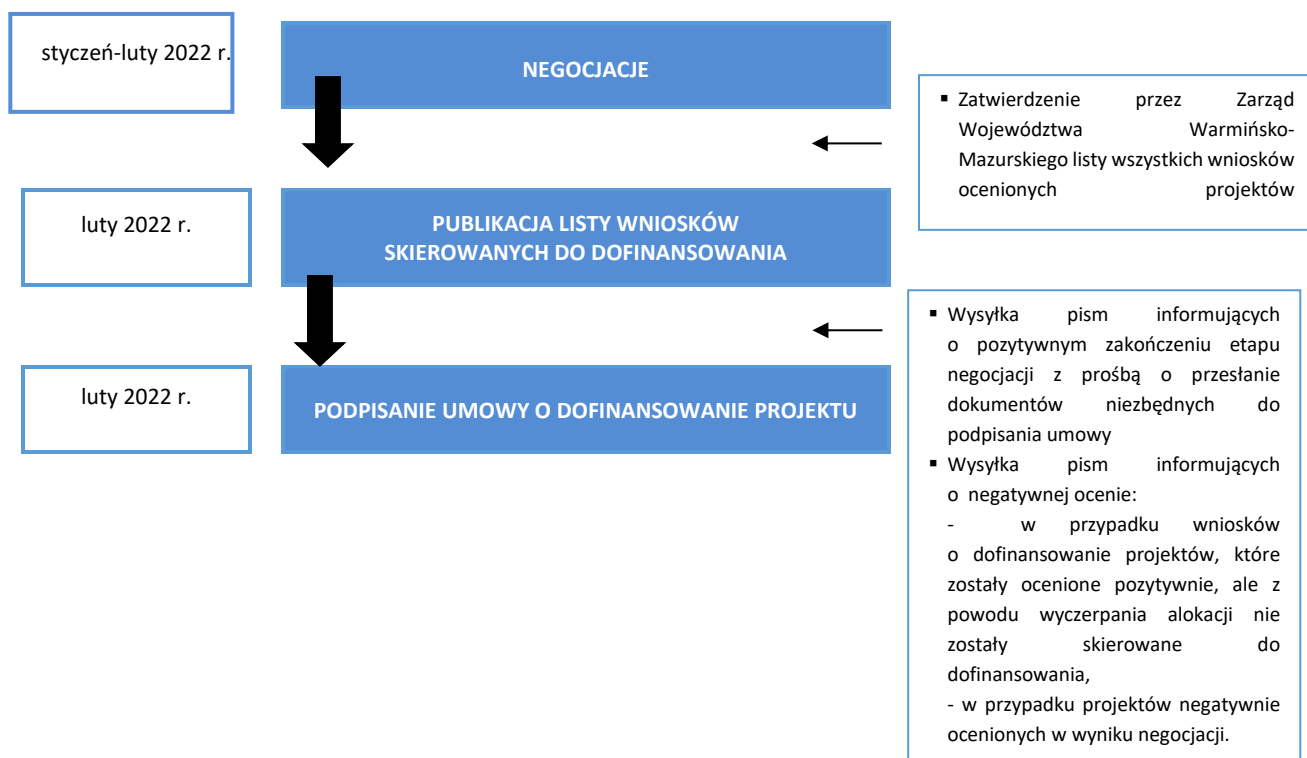 styczeń-luty 2022 r.
NEGOCJACJE
▪ Zatwierdzenie przez Zarząd
Województwa Warmińsko-
Mazurskiego listy wszystkich wniosków
ocenionych projektów
luty 2022 r.
PUBLIKACJA LISTY WNIOSKÓW
SKIEROWANYCH DO DOFINANSOWANIA
▪ Wysyłka pism informujących
o pozytywnym zakończeniu etapu
negocjacji z prośbą o przesłanie
dokumentów niezbędnych do
podpisania umowy
▪ Wysyłka pism informujących
o negatywnej ocenie:
- w przypadku wniosków
o dofinansowanie projektów, które
zostały ocenione pozytywnie, ale z
powodu wyczerpania alokacji nie
zostały skierowane do
dofinansowania,
- w przypadku projektów negatywnie
ocenionych w wyniku negocjacji.
luty 2022 r.
PODPISANIE UMOWY O DOFINANSOWANIE PROJEKTU